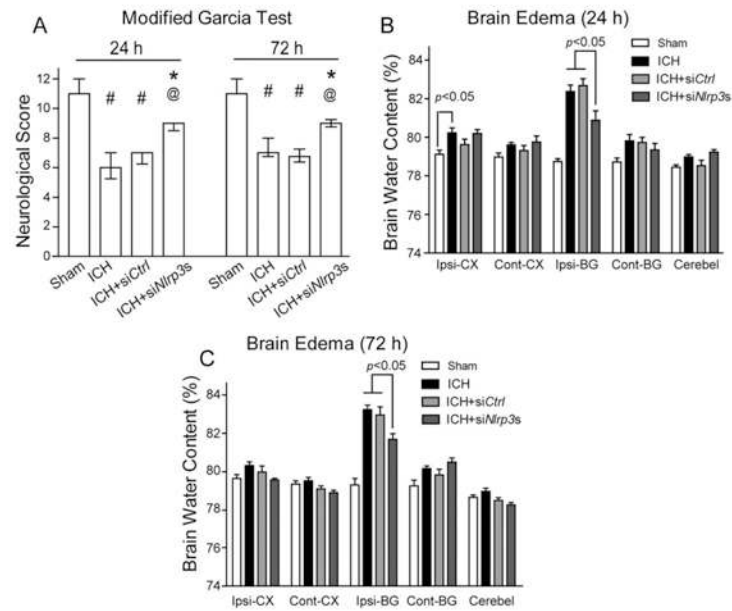 A
Modified Garcia Test
24 h
72 h
Neurological Score
12
10
8
6
4
2
0
# # * @
# # * @
Sham
ICH
ICH+siCtrl
ICH+siNlrp3s
Sham
ICH
ICH+siCtrl
ICH+siNlrp3s
B
Brain Edema (24 h)
Brain Water Content (%)
84
82
80
78
76
74
p<0.05
p<0.05
Sham
ICH
ICH+siCtrl
ICH+siNlrp3s
Ipsi-CX Cont-CX Ipsi-BG Cont-BG Cerebel
C
Brain Edema (72 h)
Brain Water Content (%)
84
82
80
78
76
74
p<0.05
Sham
ICH
ICH+siCtrl
ICH+siNlrp3s
Ipsi-CX Cont-CX Ipsi-BG Cont-BG Cerebel